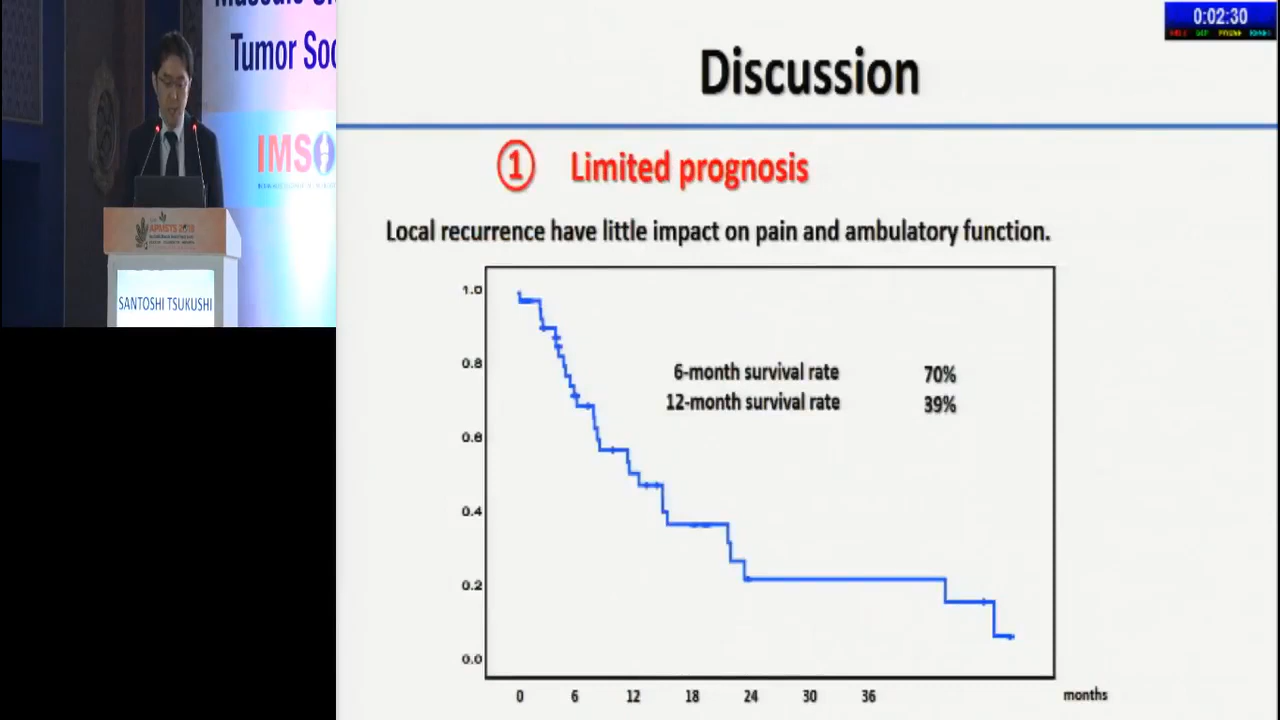 Tumor Soc
IMS
APMSTS 2018
SANTOSHI TSUKUSHI
0:02:30
Discussion
① Limited prognosis
Local recurrence have little impact on pain and ambulatory function.
1.0
0.8
0.6
0.4
0.2
0.0
6-month survival rate 70%
12-month survival rate 39%
0 6 12 18 24 30 36 months